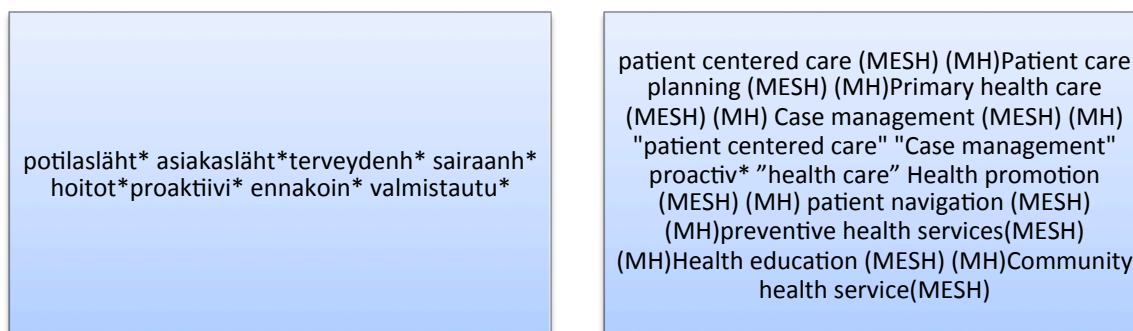 potilasläht* asiakasläht*terveydenh* sairaanh*
hoitot*proaktiivi* ennakoin* valmistautu*
patient centered care (MESH) (MH)Patient care
planning (MESH) (MH)Primary health care
(MESH) (MH) Case management (MESH) (MH)
"patient centered care" "Case management"
proactiv* ”health care” Health promotion
(MESH) (MH) patient navigation (MESH)
(MH)preventive health services(MESH)
(MH)Health education (MESH) (MH)Community
health service(MESH)